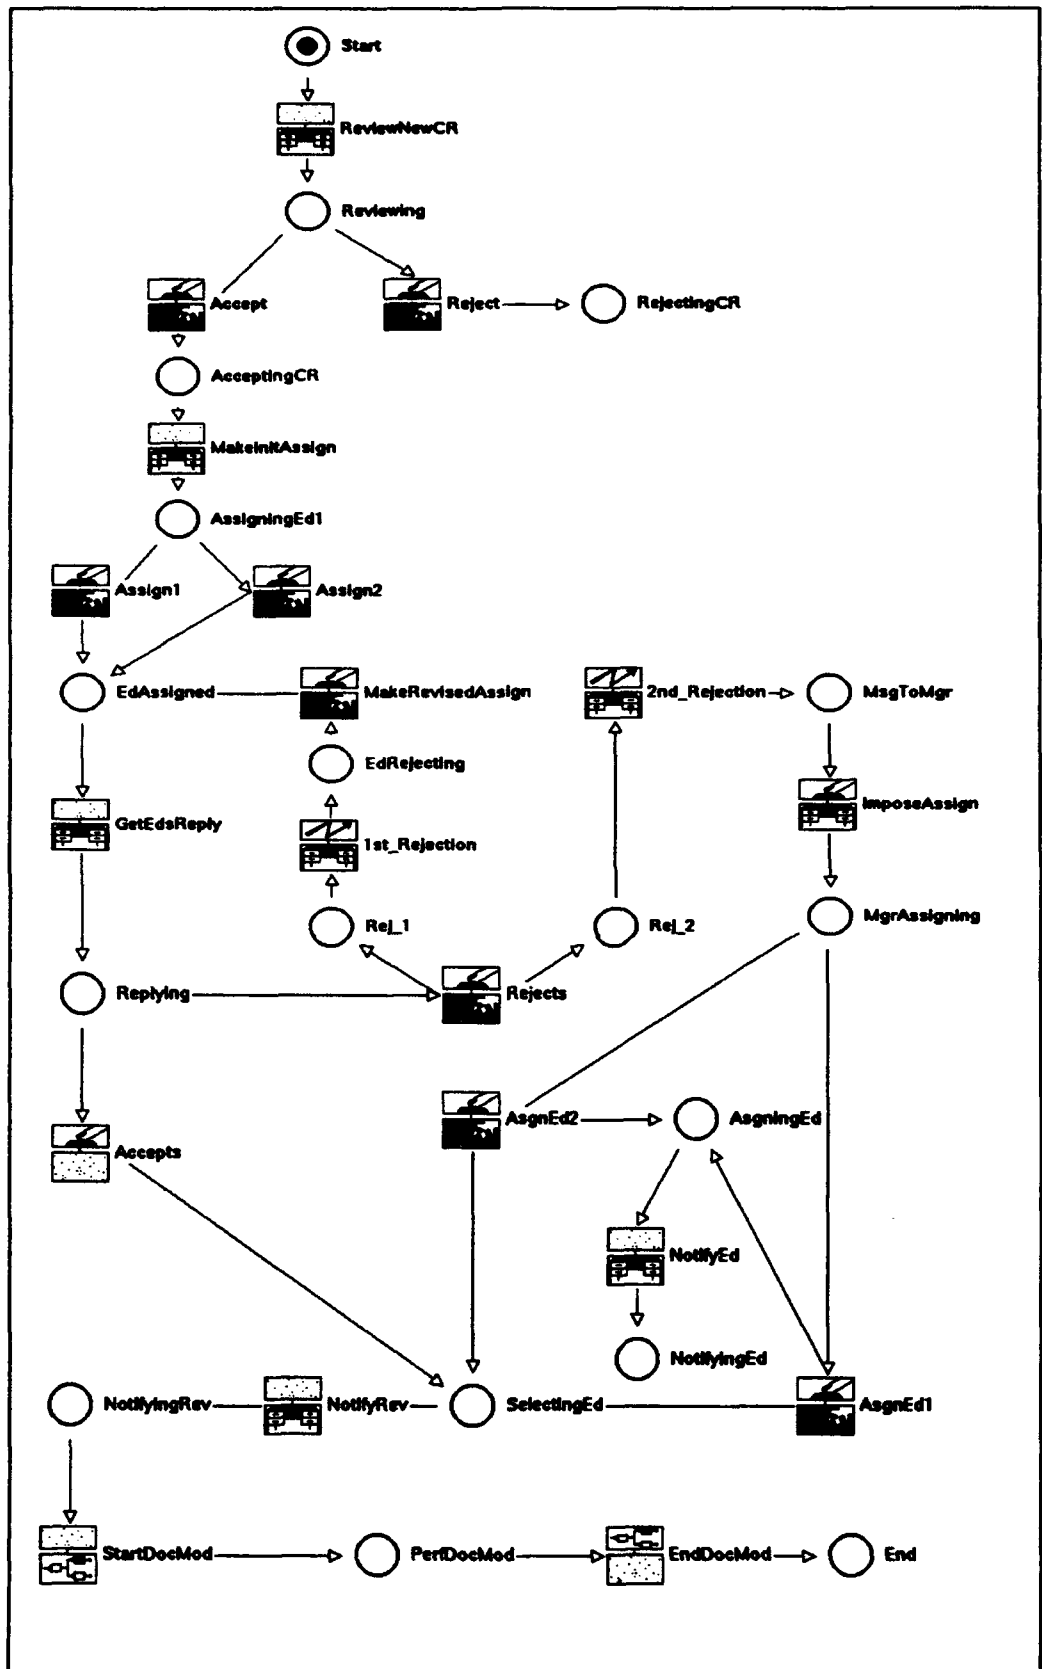 Start
ReviewNewCR
Reviewing
Accept
Reject
RejectingCR
AcceptingCR
MakeInitAssign
AssigningEd1
Assign1
Assign2
EdAssigned
MakeRevisedAssign
2nd_Rejection
MsgToMgr
EdRejecting
ImposeAssign
GetEdsReply
1st_Rejection
Rej_1
Rej_2
MgrAssigning
Replying
Rejects
AsgnEd2
AsgningEd
Accepts
NotifyEd
NotifyingEd
NotifyingRev
NotifyRev
SelectingEd
AsgnEd1
StartDocMod
PerfDocMod
EndDocMod
End